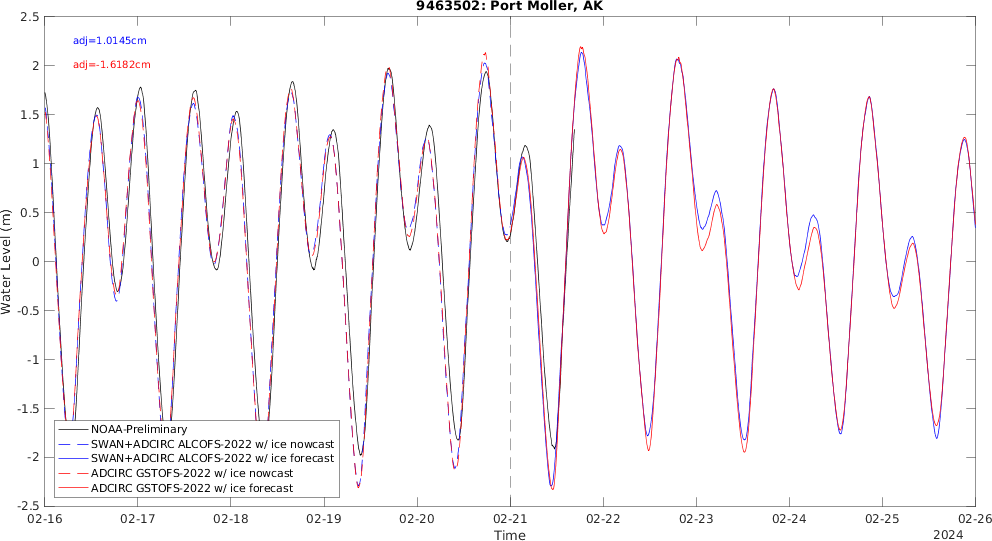 9463502: Port Moller, AK
2.5
2
1.5
1
0.5
0
-0.5
-1
-1.5
-2
-2.5
Water Level (m)
adj=1.0145cm
adj=-1.6182cm
NOAA-Preliminary
SWAN+ADCIRC ALCOFS-2022 w/ ice nowcast
SWAN+ADCIRC ALCOFS-2022 w/ ice forecast
ADCIRC GSTOFS-2022 w/ ice nowcast
ADCIRC GSTOFS-2022 w/ ice forecast
02-16 02-17 02-18 02-19 02-20 02-21 02-22 02-23 02-24 02-25 02-26
Time
2024